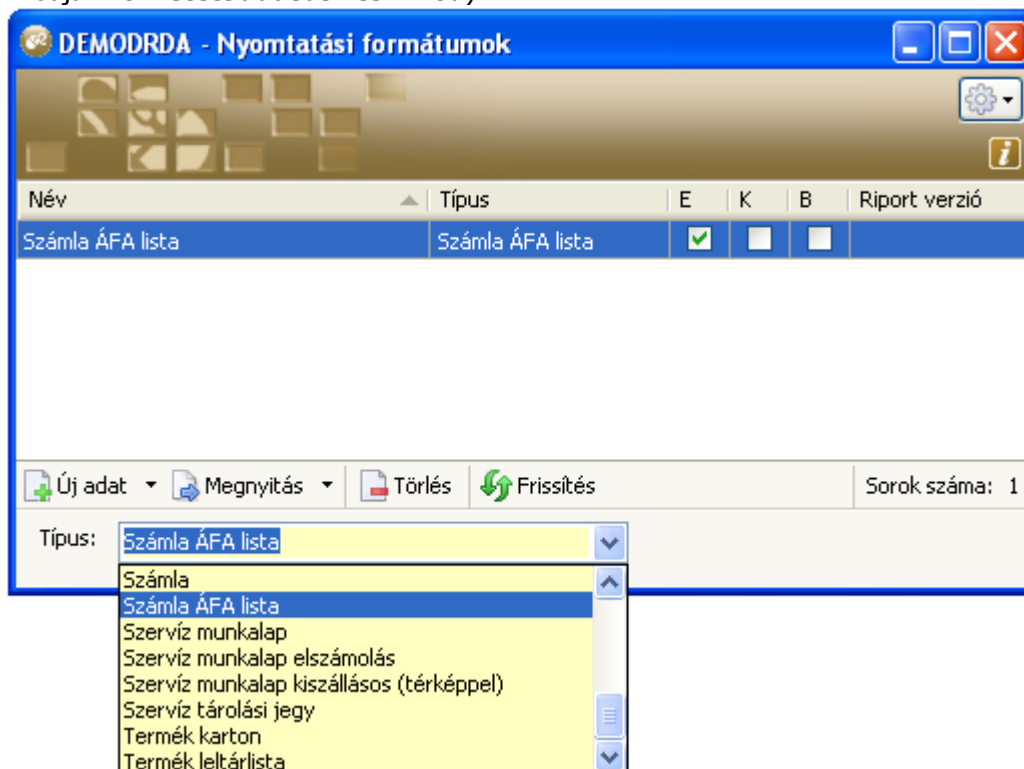 DEMODRDA - Nyomtatási formátumok
Név Típus E K B Riport verzió
Számla ÁFA lista Számla ÁFA lista
Új adat Megnyitás Törlés Frissítés Sorok száma: 1
Típus: Számla ÁFA lista
Számla
Számla ÁFA lista
Szervíz munkalap
Szervíz munkalap elszámolás
Szervíz munkalap kiszállásos (térképpel)
Szervíz tárolási jegy
Termék karton
Termék leltárlista